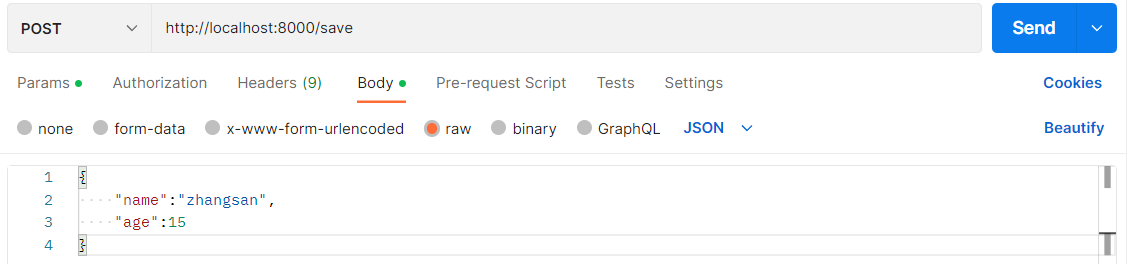 POST http://localhost:8000/save Send
Params Authorization Headers (9) Body Pre-request Script Tests Settings Cookies
none form-data x-www-form-urlencoded raw binary GraphQL JSON Beautify
1 {
2 ····"name":"zhangsan",
3 ····"age":15
4 }